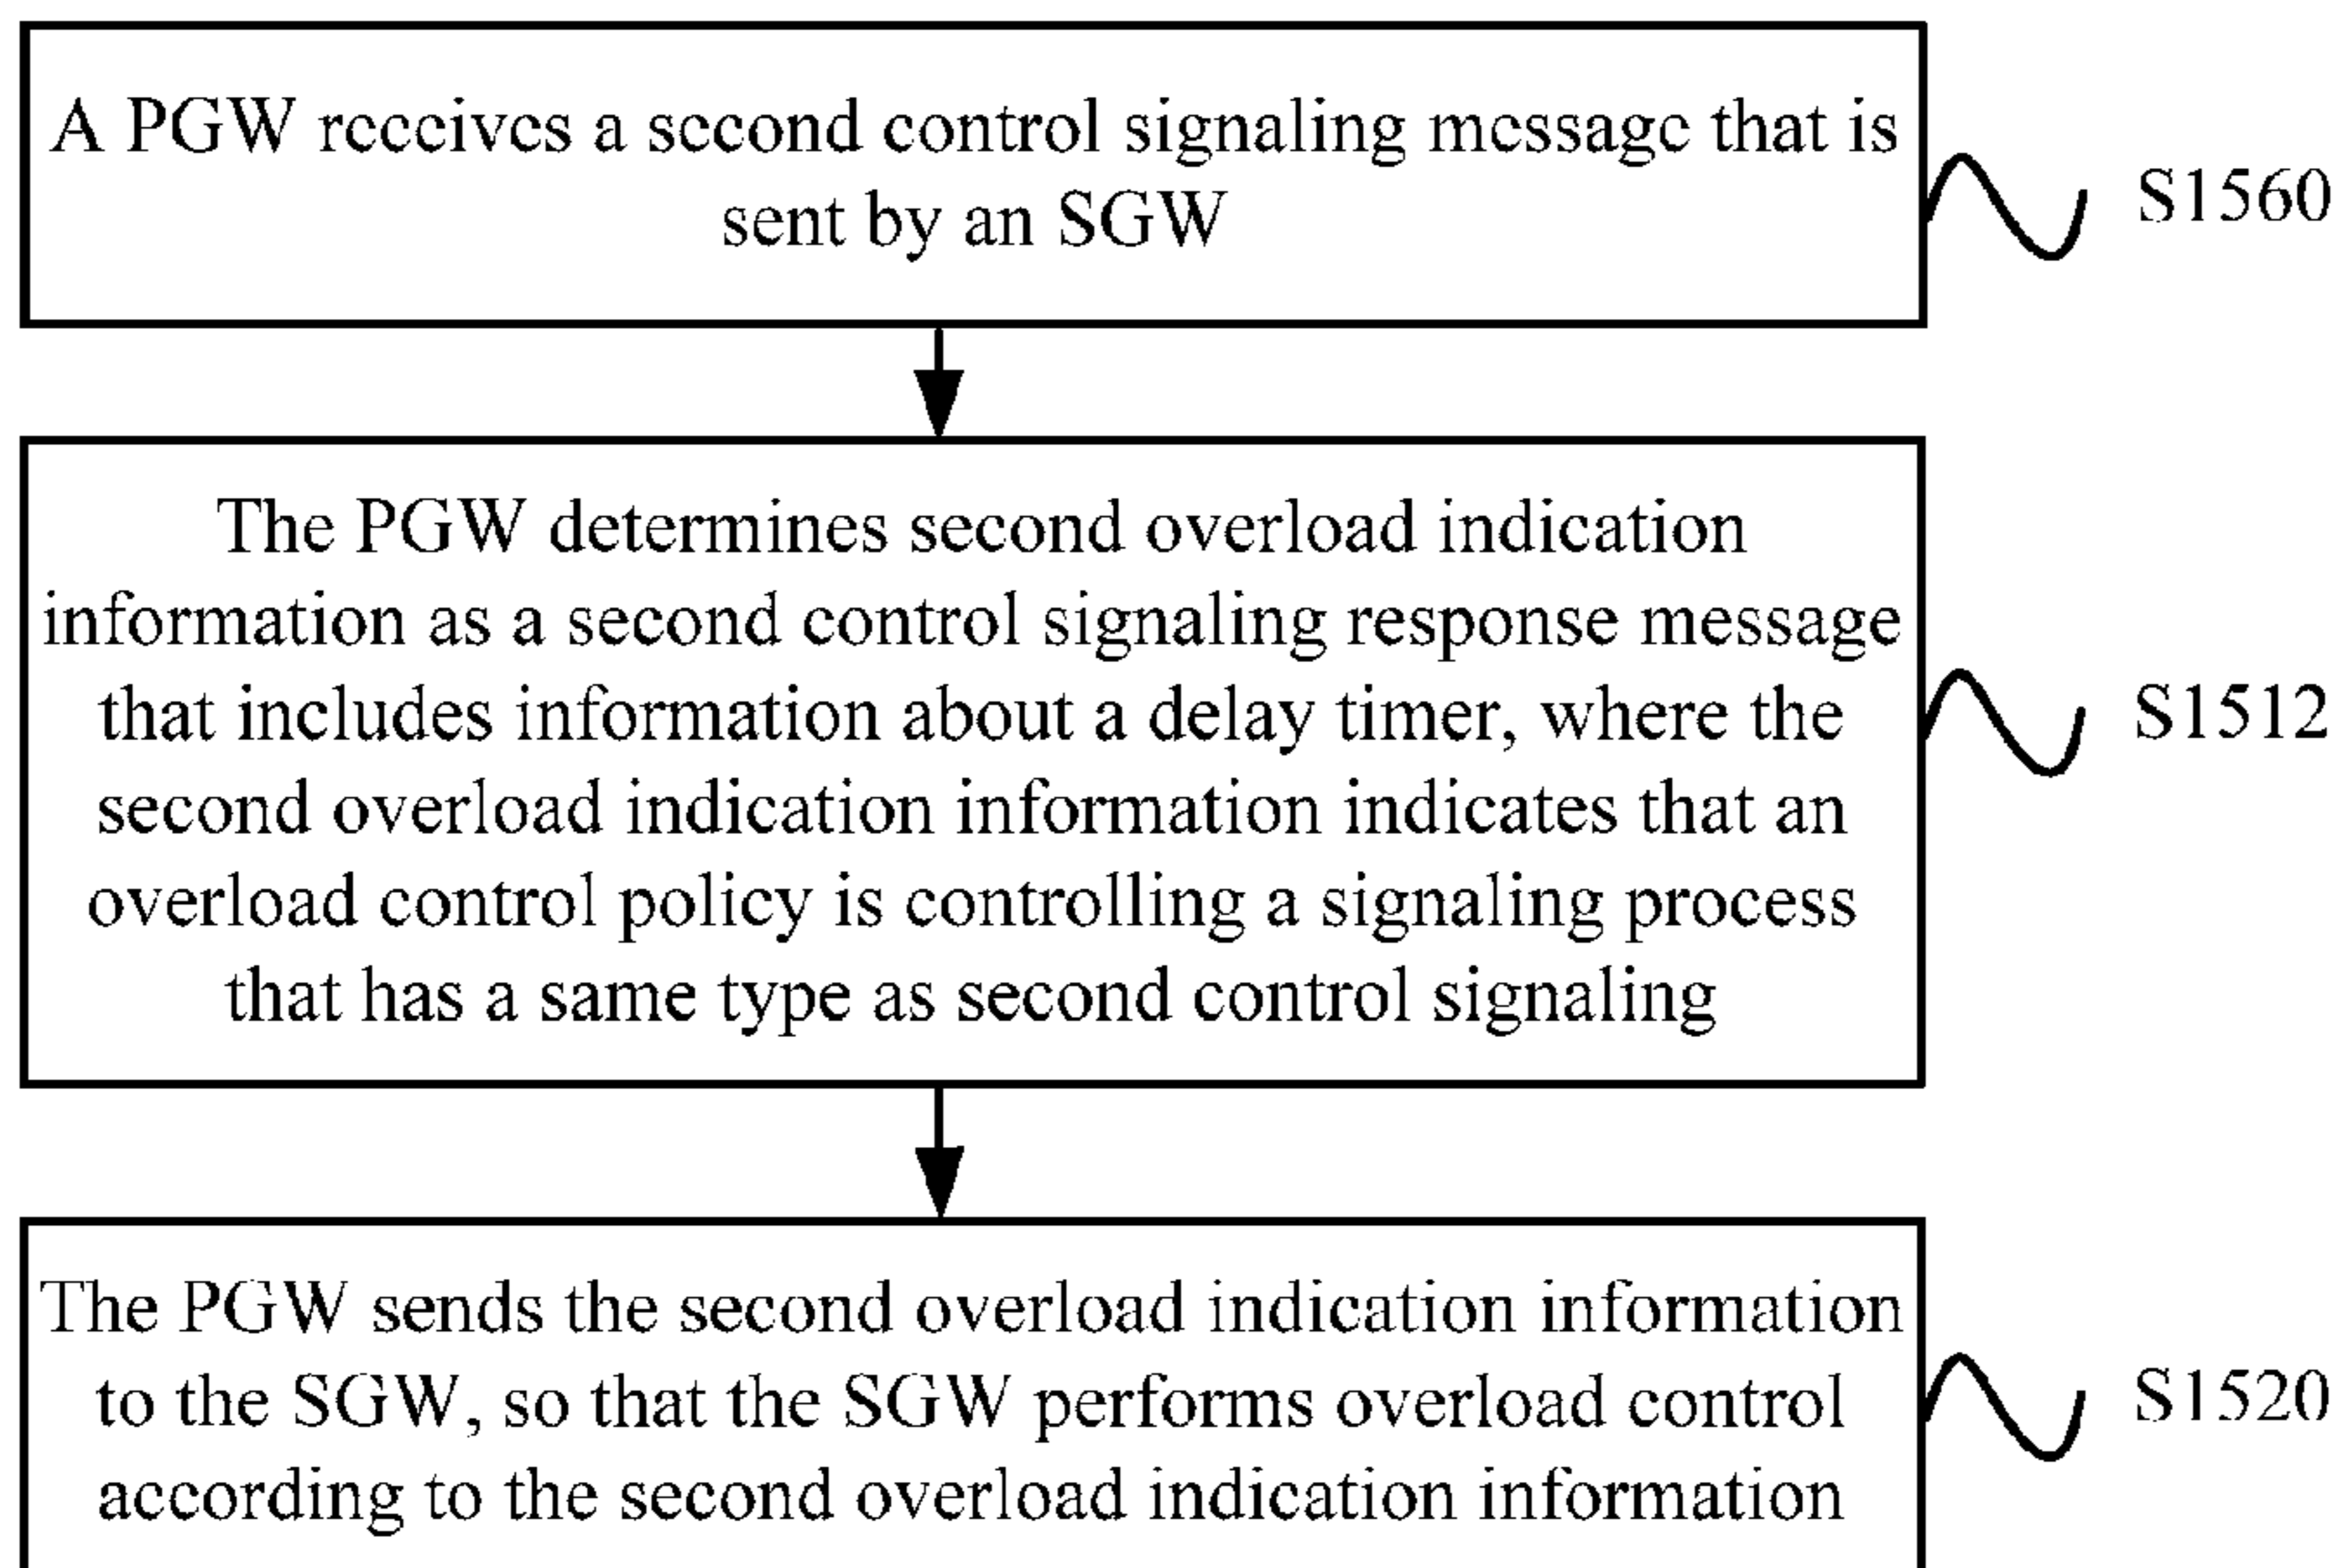 A PGW receives a second control signaling message that is
sent by an SGW
S1560
The PGW determines second overload indication
information as a second control signaling response message
that includes information about a delay timer, where the
second overload indication information indicates that an
overload control policy is controlling a signaling process
that has a same type as second control signaling
S1512
The PGW sends the second overload indication information
to the SGW, so that the SGW performs overload control
according to the second overload indication information
S1520